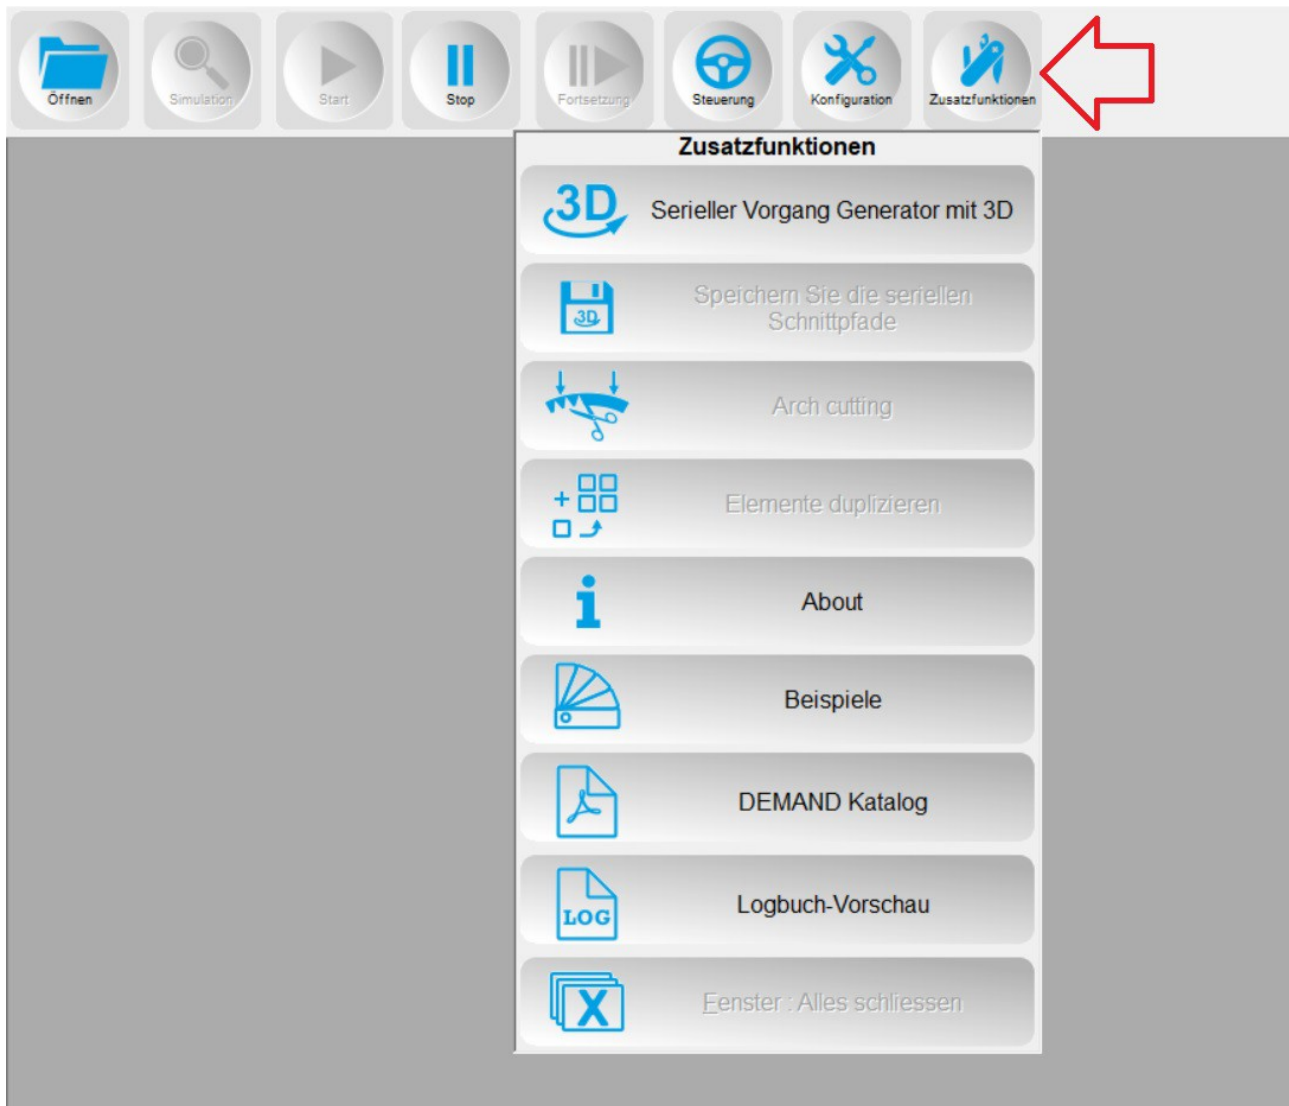 Öffnen
Simulation
Start
Stop
Fortsetzung
Steuerung
Konfiguration
Zusatzfunktionen
Zusatzfunktionen
3D
Serieller Vorgang Generator mit 3D
3D
Speichern Sie die seriellen
Schnittpfade
Arch cutting
Elemente duplizieren
About
Beispiele
DEMAND Katalog
LOG
Logbuch-Vorschau
X
Fenster : Alles schliessen